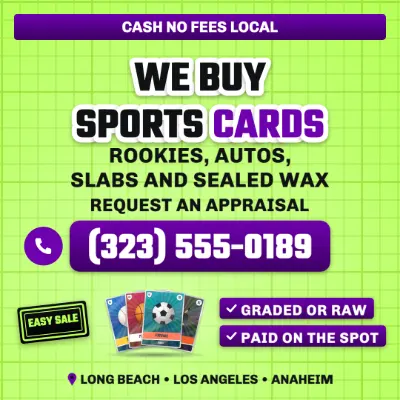 CASH NO FEES LOCAL
WE BUY
SPORTS CARDS
ROOKIES, AUTOS,
SLABS AND SEALED WAX
REQUEST AN APPRAISAL
(323) 555-0189
EASY SALE
GRADED OR RAW
PAID ON THE SPOT
LONG BEACH • LOS ANGELES • ANAHEIM